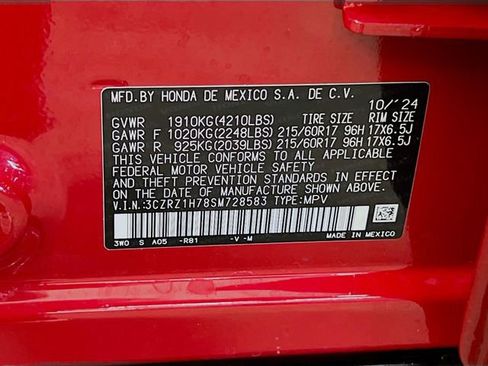 MFD.BY HONDA DE MEXICO S.A. DE C.V.
10/'24
GVWR 1910KG(4210LBS) TIRE SIZE RIM SIZE
GAWR F 1020KG(2248LBS) 215/60R17 96H 17X6.5J
GAWR R 925KG(2039LBS) 215/60R17 96H 17X6.5J
THIS VEHICLE CONFORMS TO ALL APPLICABLE
FEDERAL MOTOR VEHICLE SAFETY
AND THEFT PREVENTION STANDARDS IN EFFECT
ON THE DATE OF MANUFACTURE SHOWN ABOVE.
V.I.N.:3CZRZ1H78SM728583 TYPE:MPV
3W0 S A05 -R81 -V -M MADE IN MEXICO